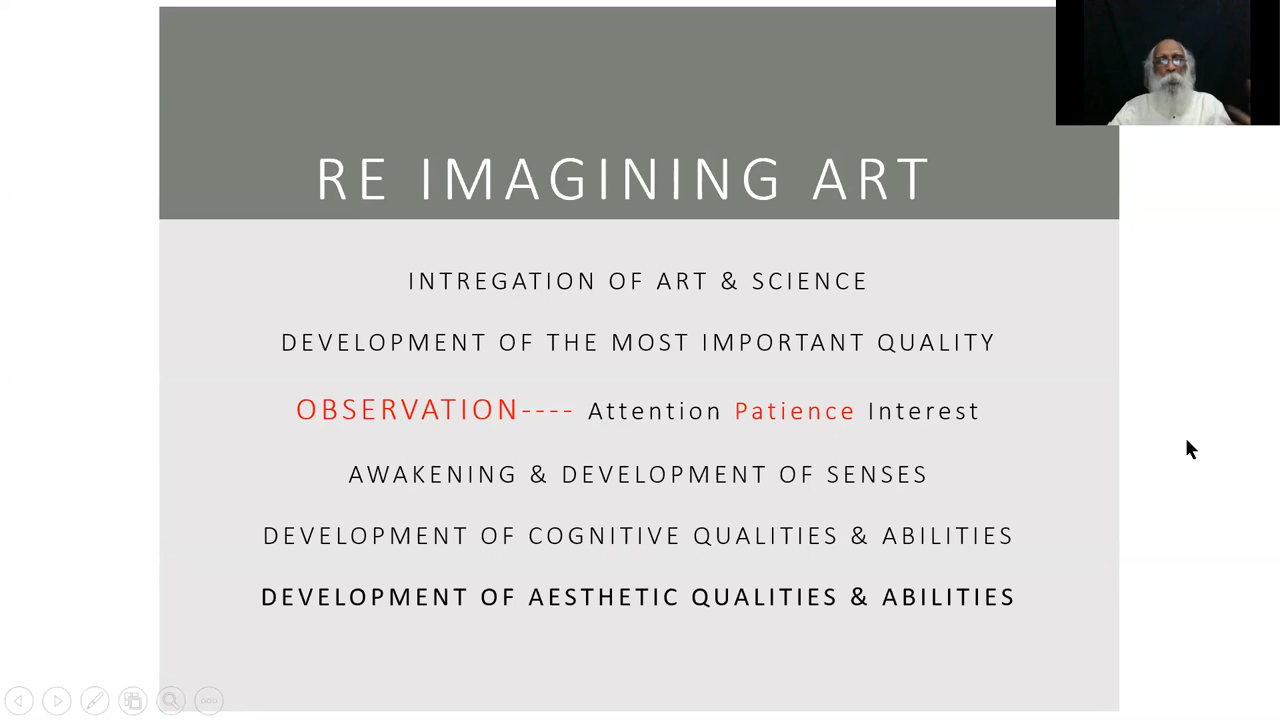 RE IMAGINING ART
INTREGATION OF ART & SCIENCE
DEVELOPMENT OF THE MOST IMPORTANT QUALITY
OBSERVATION---- Attention Patience Interest
AWAKENING & DEVELOPMENT OF SENSES
DEVELOPMENT OF COGNITIVE QUALITIES & ABILITIES
DEVELOPMENT OF AESTHETIC QUALITIES & ABILITIES